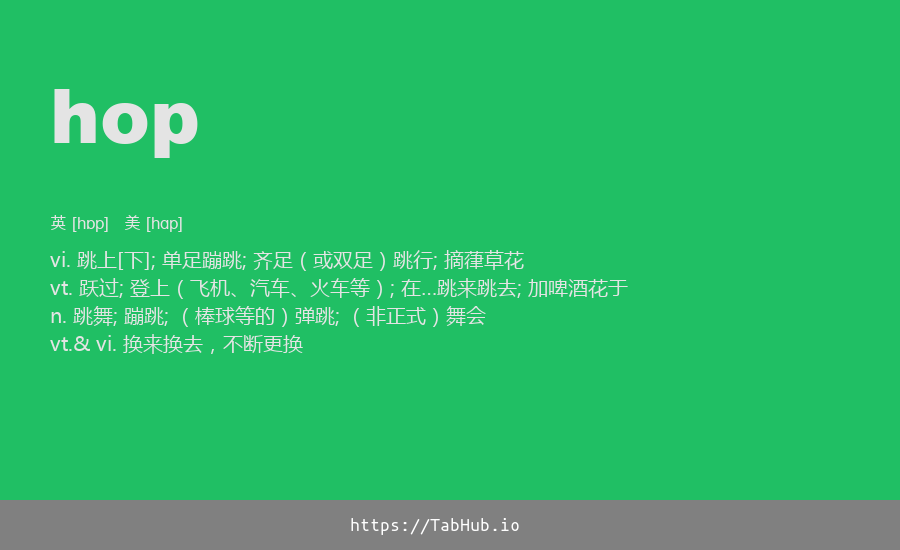 hop
英 [hɒp] 美 [hɑp]
vi. 跳上[下]; 单足蹦跳; 齐足（或双足）跳行; 摘葎草花
vt. 跃过; 登上（飞机、汽车、火车等）; 在…跳来跳去; 加啤酒花于
n. 跳舞; 蹦跳; （棒球等的）弹跳; （非正式）舞会
vt.& vi. 换来换去，不断更换
https://TabHub.io